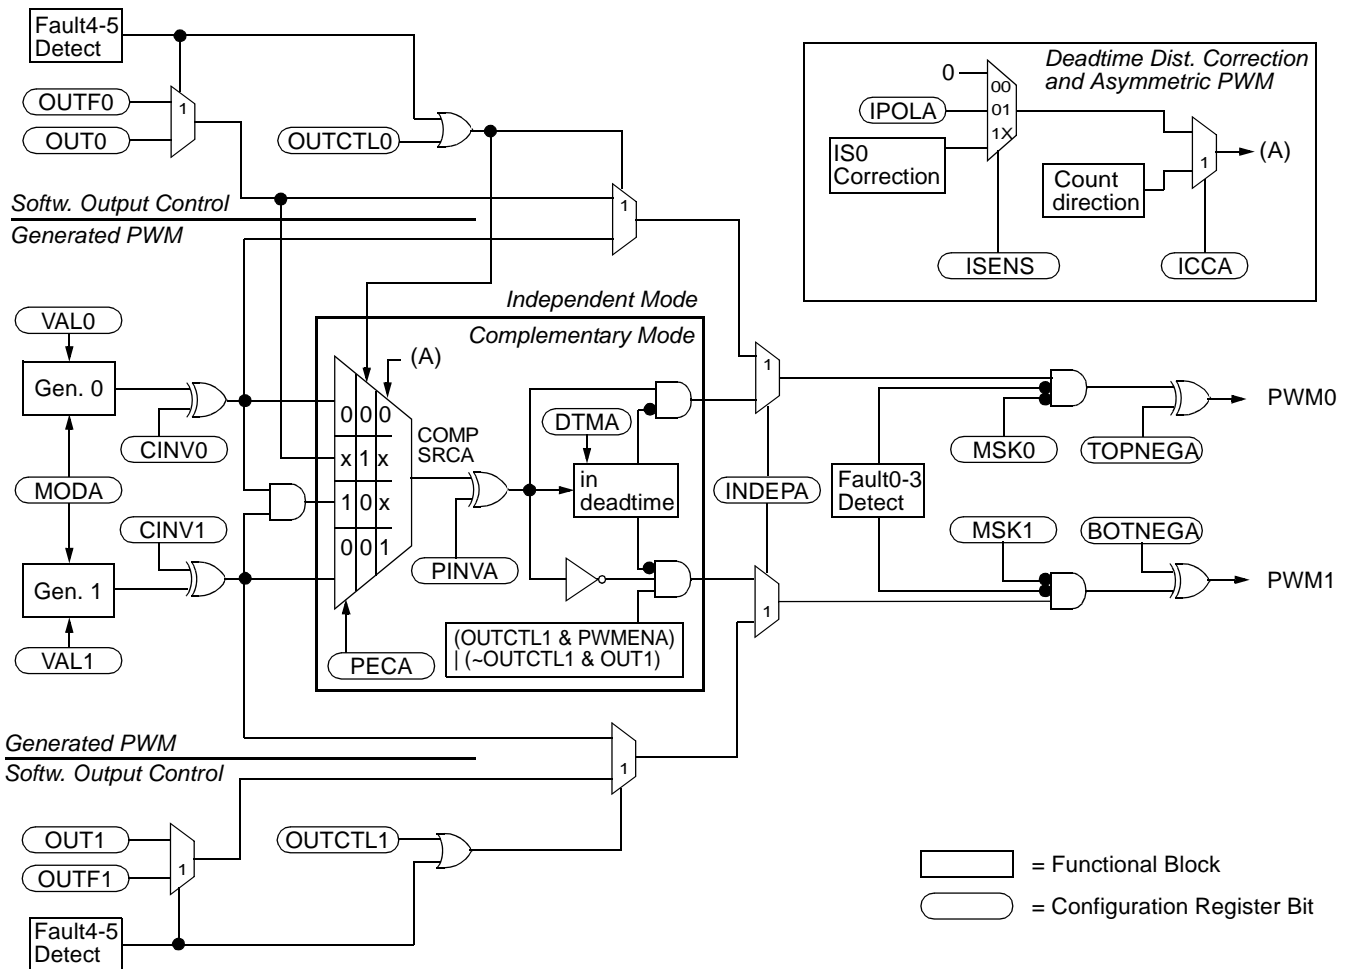 Fault4-5
Detect
OUTF0
OUT0
1
OUTCTL0
Softw. Output Control
Generated PWM
1
Deadtime Dist. Correction
and Asymmetric PWM
0
IPOLA
IS0
Correction
00
01
1X
Count
direction
1
(A)
ISENS
ICCA
VAL0
Gen. 0
CINV0
MODA
CINV1
Gen. 1
VAL1
Independent Mode
Complementary Mode
(A)
0 0 0
x 1 x
1 0 x
0 0 1
COMP
SRCA
PECA
PINVA
DTMA
in
deadtime
(OUTCTL1 & PWMENA)
| (~OUTCTL1 & OUT1)
1
INDEPA
1
MSK0
Fault0-3
Detect
MSK1
TOPNEGA
BOTNEGA
PWM0
PWM1
Generated PWM
Softw. Output Control
1
OUT1
OUTF1
1
OUTCTL1
Fault4-5
Detect
= Functional Block
= Configuration Register Bit